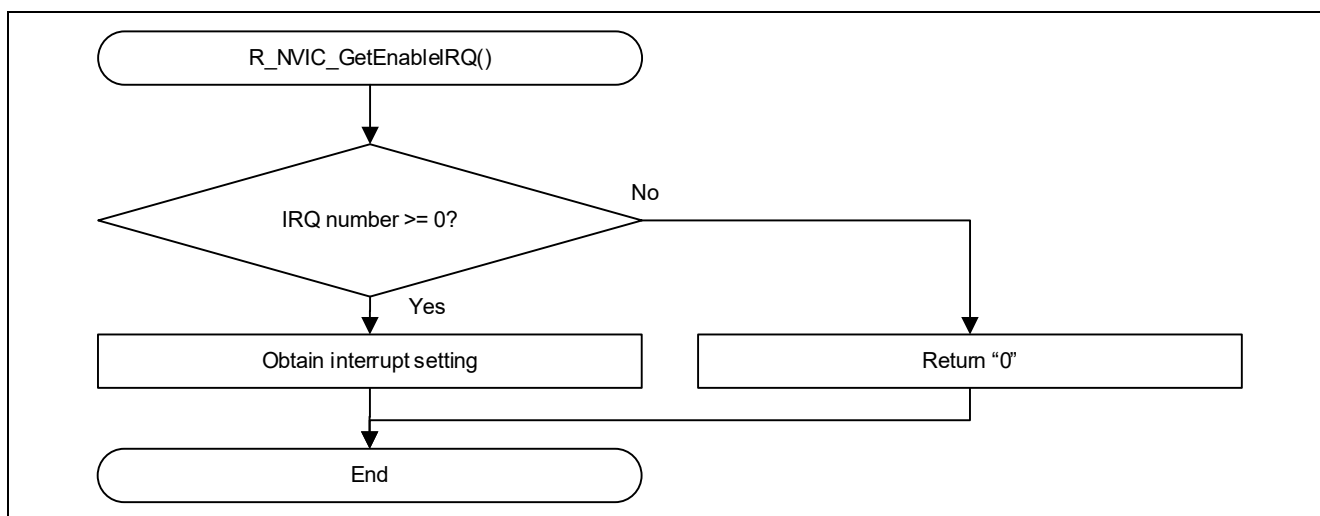 R_NVIC_GetEnableIRQ()
IRQ number >= 0?
No
Yes
Obtain interrupt setting
Return “0”
End